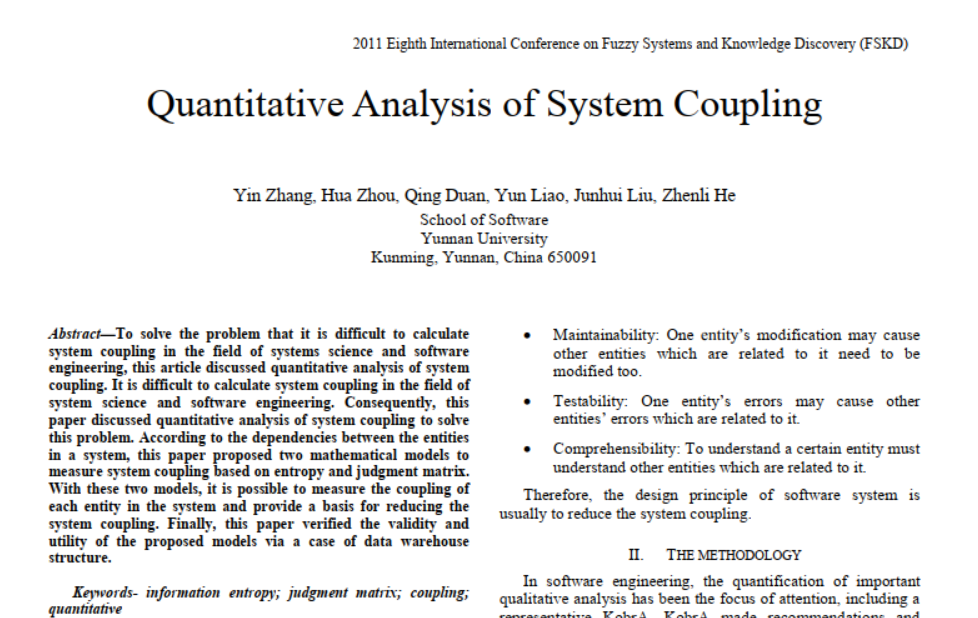 2011 Eighth International Conference on Fuzzy Systems and Knowledge Discovery (FSKD)
Quantitative Analysis of System Coupling
Yin Zhang, Hua Zhou, Qing Duan, Yun Liao, Junhui Liu, Zhenli He
School of Software
Yunnan University
Kunming, Yunnan, China 650091
Abstract—To solve the problem that it is difficult to calculate
system coupling in the field of systems science and software
engineering, this article discussed quantitative analysis of system
coupling. It is difficult to calculate system coupling in the field of
system science and software engineering. Consequently, this
paper discussed quantitative analysis of system coupling to solve
this problem. According to the dependencies between the entities
in a system, this paper proposed two mathematical models to
measure system coupling based on entropy and judgment matrix.
With these two models, it is possible to measure the coupling of
each entity in the system and provide a basis for reducing the
system coupling. Finally, this paper verified the validity and
utility of the proposed models via a case of data warehouse
structure.
Keywords- information entropy; judgment matrix; coupling;
quantitative
• Maintainability: One entity's modification may cause
other entities which are related to it need to be
modified too.
• Testability: One entity's errors may cause other
entities' errors which are related to it.
• Comprehensibility: To understand a certain entity must
understand other entities which are related to it.
Therefore, the design principle of software system is
usually to reduce the system coupling.
II. THE METHODOLOGY
In software engineering, the quantification of important
qualitative analysis has been the focus of attention, including a
representative KobrA. KobrA made recommendations and